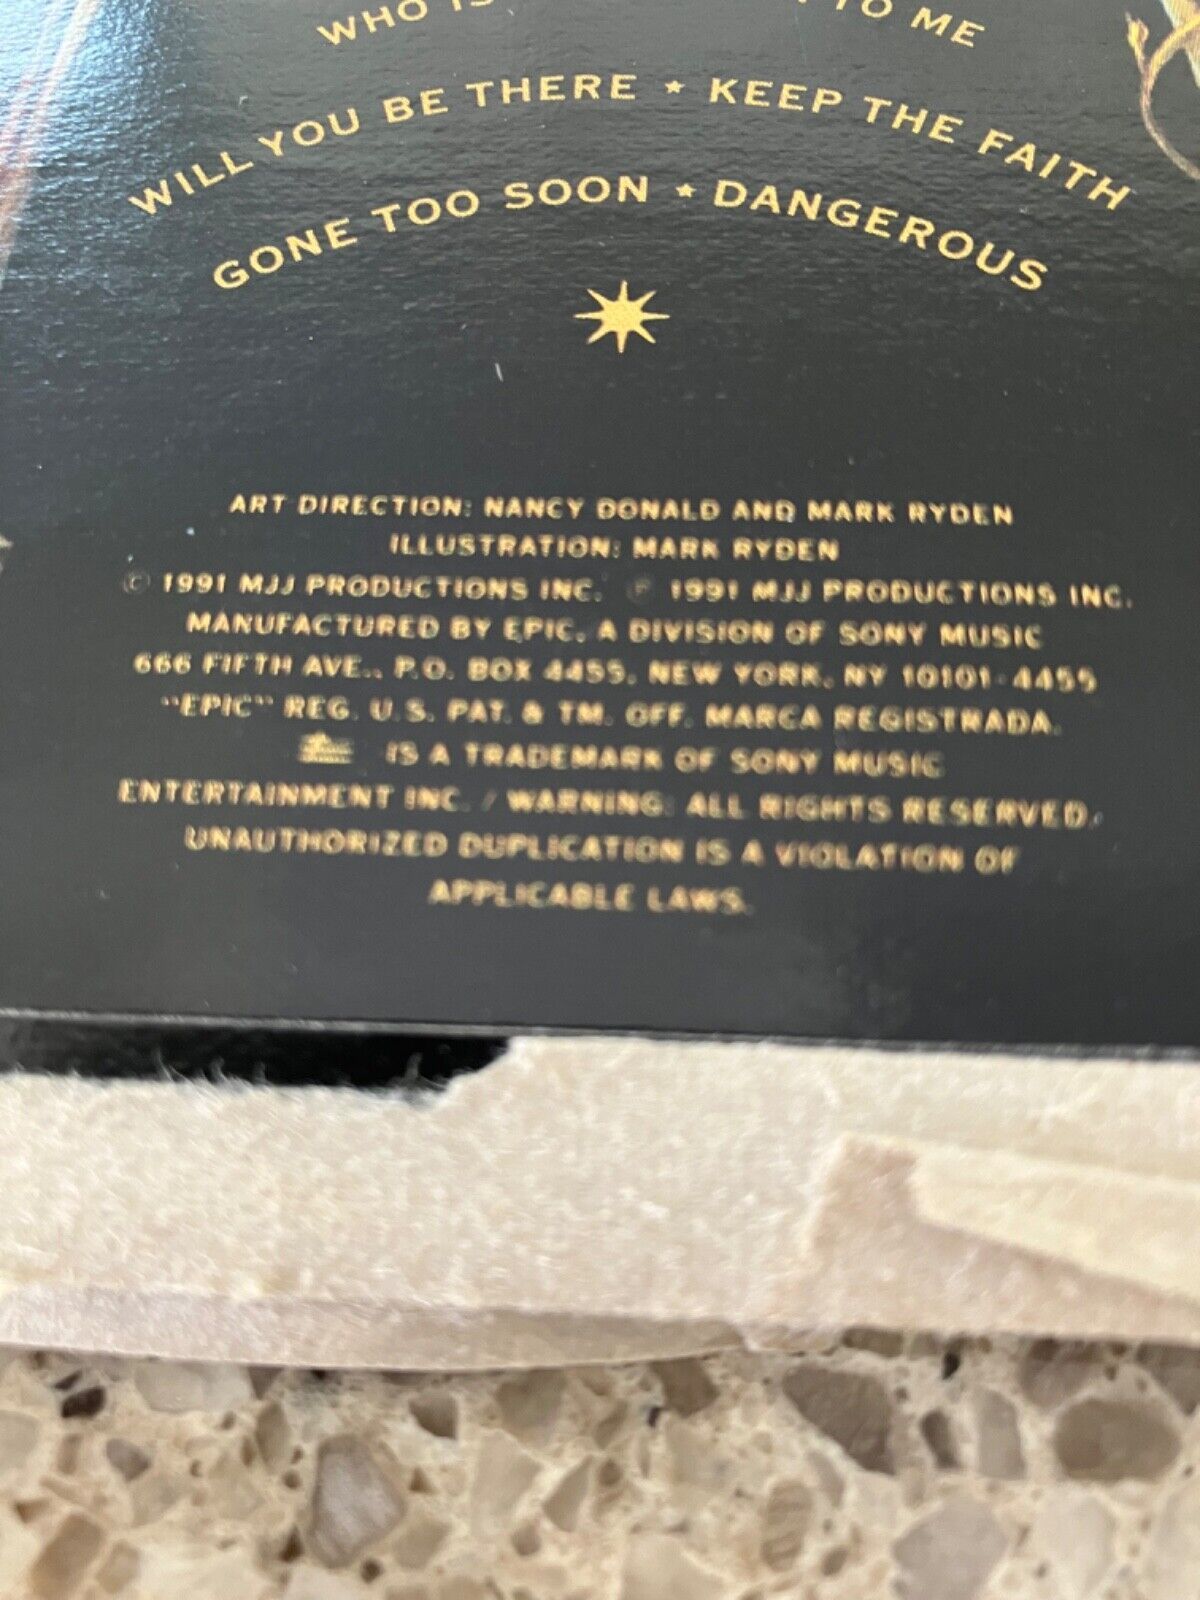 WHO IS TO ME
WILL YOU BE THERE ★ KEEP THE FAITH
GONE TOO SOON ★ DANGEROUS
ART DIRECTION: NANCY DONALD AND MARK RYDEN
ILLUSTRATION: MARK RYDEN
© 1991 MJJ PRODUCTIONS INC. ℗ 1991 MJJ PRODUCTIONS INC.
MANUFACTURED BY EPIC, A DIVISION OF SONY MUSIC
666 FIFTH AVE., P.O. BOX 4455, NEW YORK, NY 10101-4455
"EPIC" REG. U.S. PAT. & TM. OFF. MARCA REGISTRADA.
IS A TRADEMARK OF SONY MUSIC
ENTERTAINMENT INC. / WARNING: ALL RIGHTS RESERVED.
UNAUTHORIZED DUPLICATION IS A VIOLATION OF
APPLICABLE LAWS.